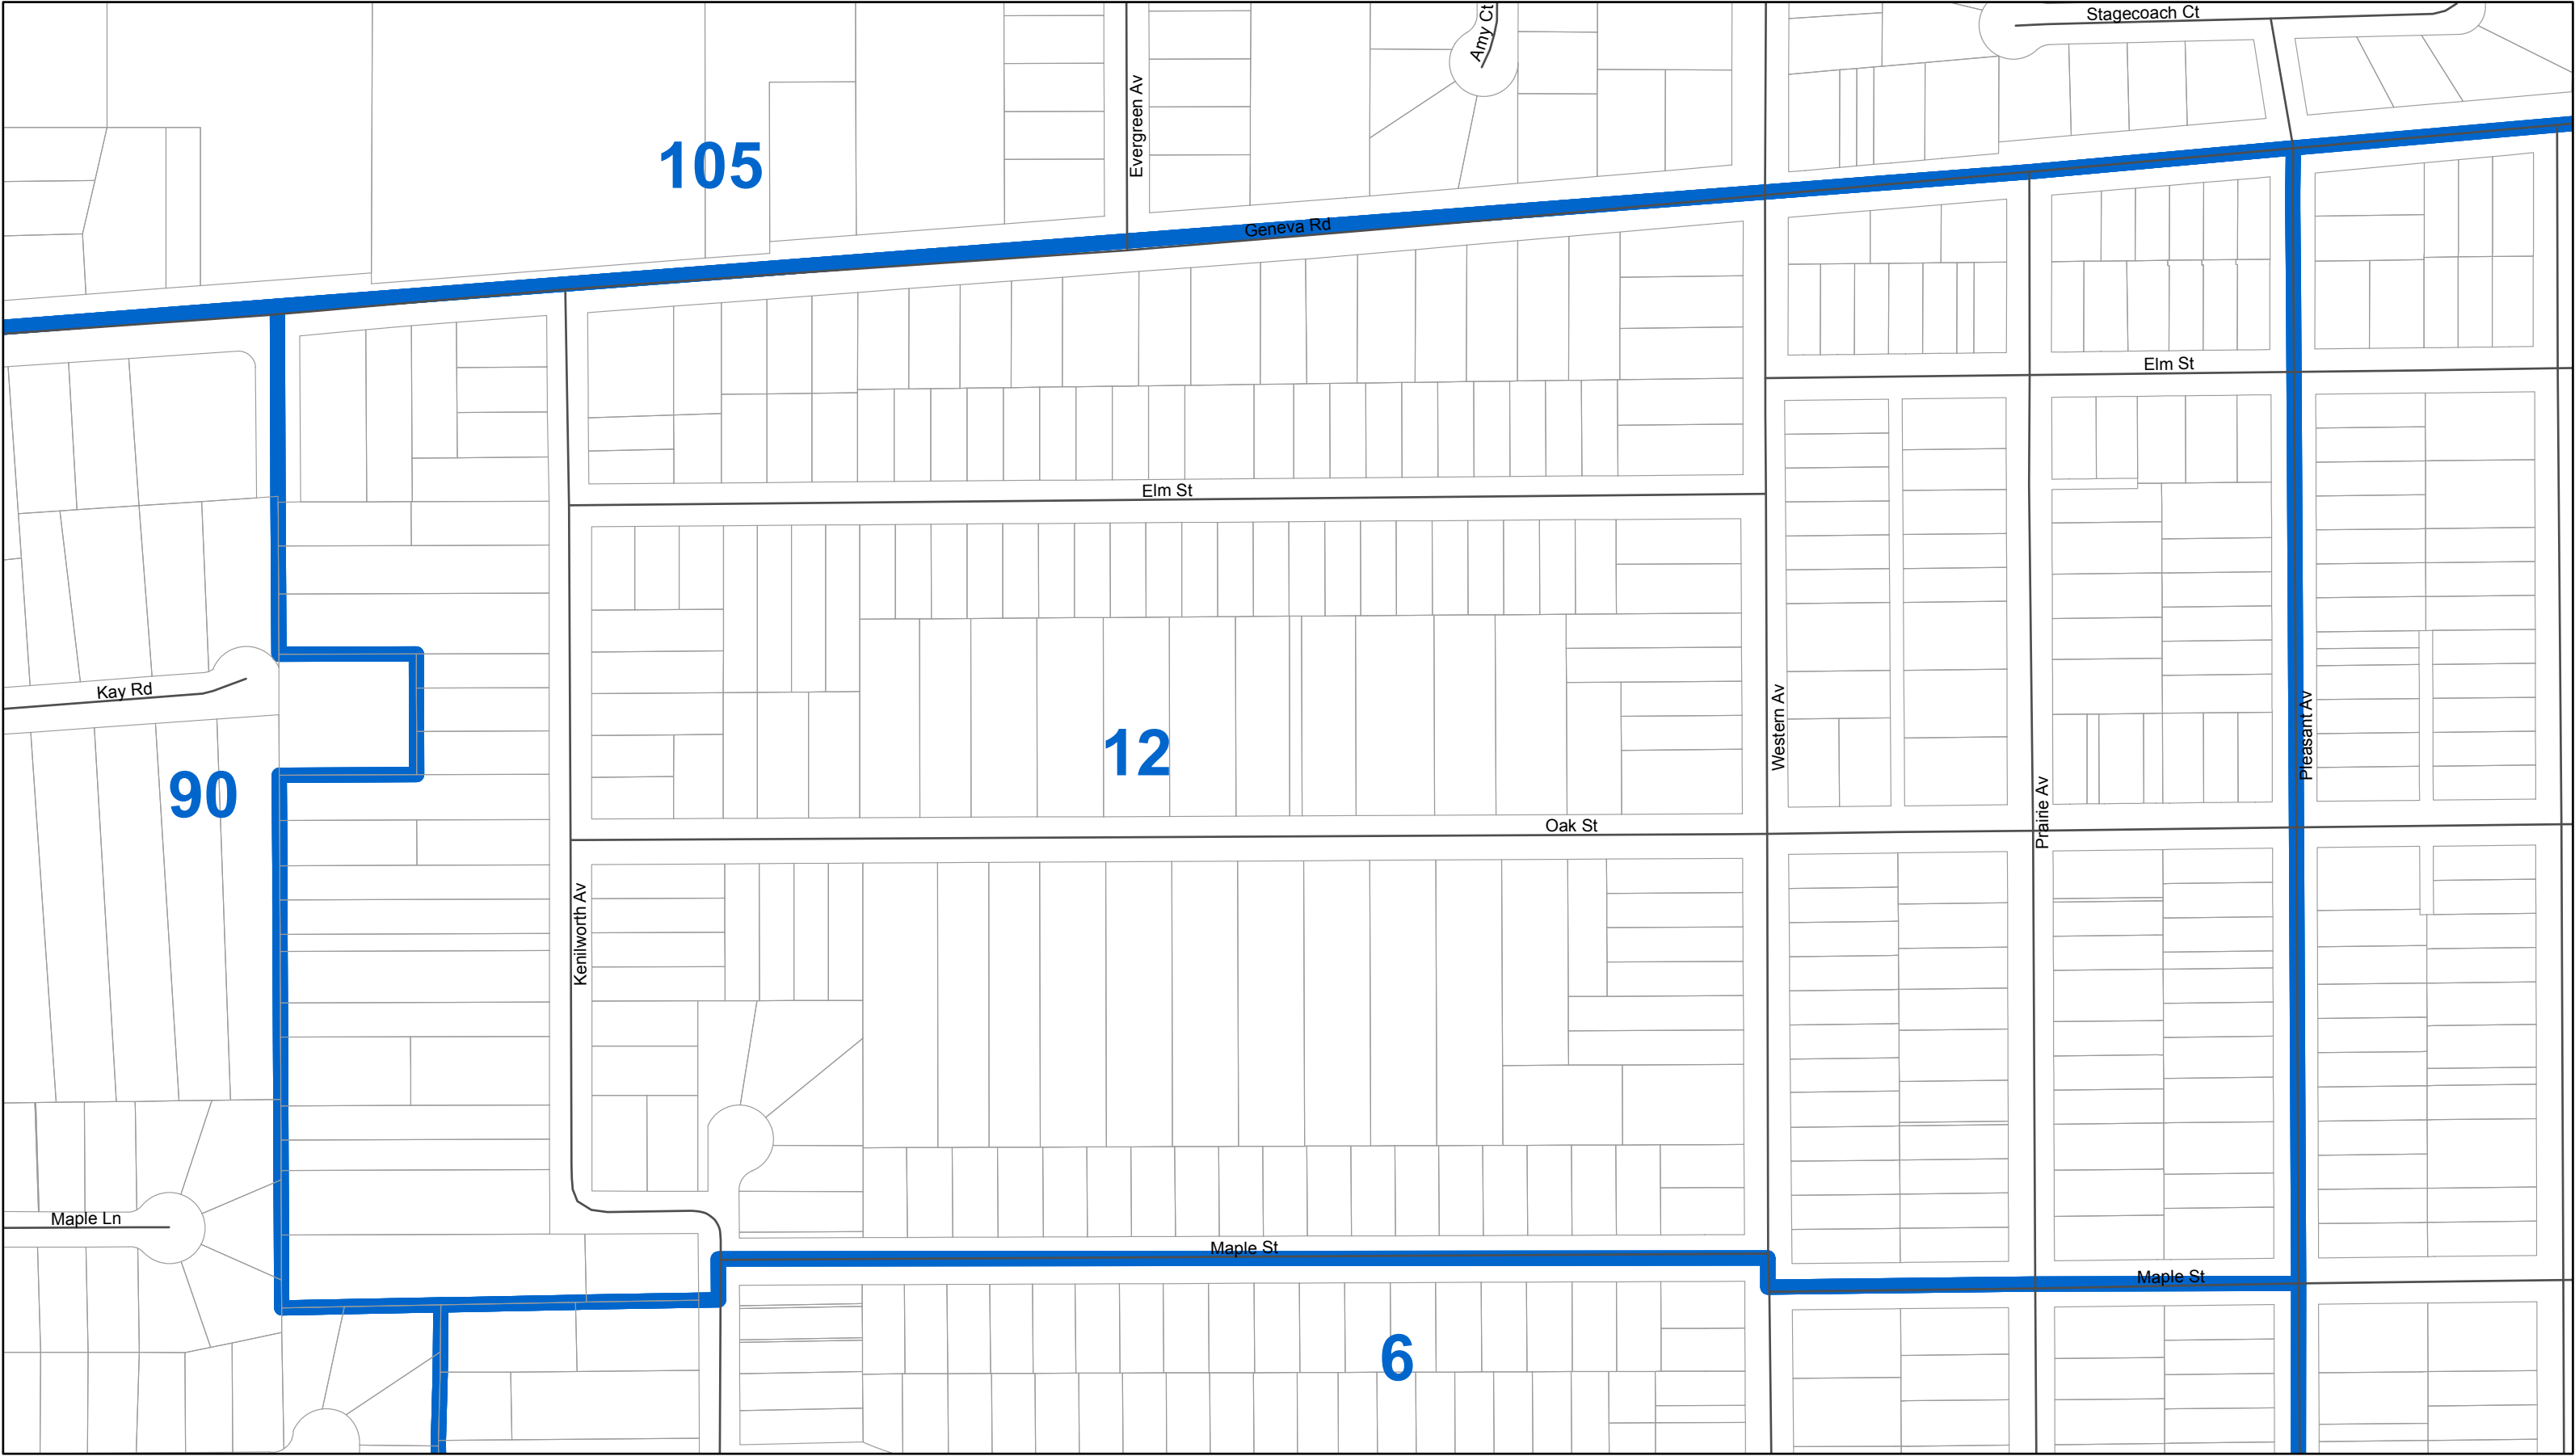 Stagecoach Ct
Amy Ct
Evergreen Av
105
Geneva Rd
Elm St
Elm St
Kay Rd
Western Av
Pleasant Av
12
90
Prairie Av
Oak St
Kenilworth Av
Maple Ln
Maple St
Maple St
6